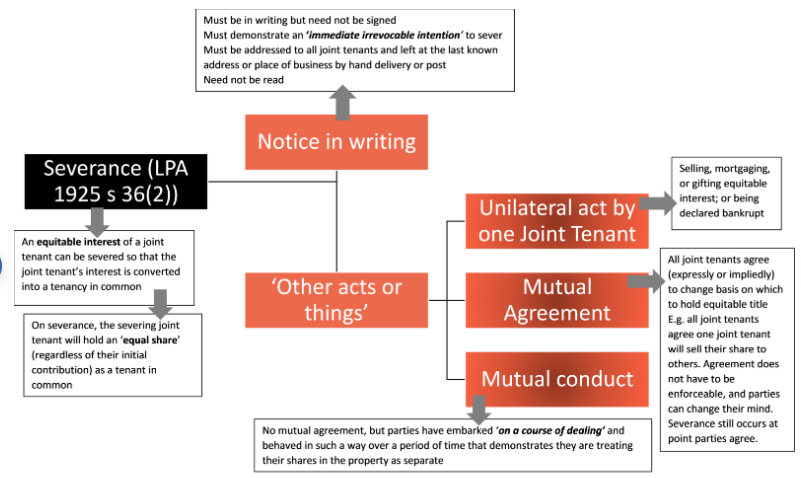 Must be in writing but need not be signed
Must demonstrate an ‘immediate irrevocable intention’ to sever
Must be addressed to all joint tenants and left at the last known
address or place of business by hand delivery or post
Need not be read
Notice in writing
Severance (LPA
1925 s 36(2))
An equitable interest of a joint
tenant can be severed so that the
joint tenant’s interest is converted
into a tenancy in common
On severance, the severing joint
tenant will hold an ‘equal share’
(regardless of their initial
contribution) as a tenant in
common
‘Other acts or
things’
Unilateral act by
one Joint Tenant
Selling, mortgaging,
or gifting equitable
interest; or being
declared bankrupt
Mutual
Agreement
All joint tenants agree
(expressly or impliedly)
to change basis on which
to hold equitable title
E.g. all joint tenants
agree one joint tenant
will sell their share to
others. Agreement does
not have to be
enforceable, and parties
can change their mind.
Severance still occurs at
point parties agree.
Mutual conduct
No mutual agreement, but parties have embarked ‘on a course of dealing’ and
behaved in such a way over a period of time that demonstrates they are treating
their shares in the property as separate